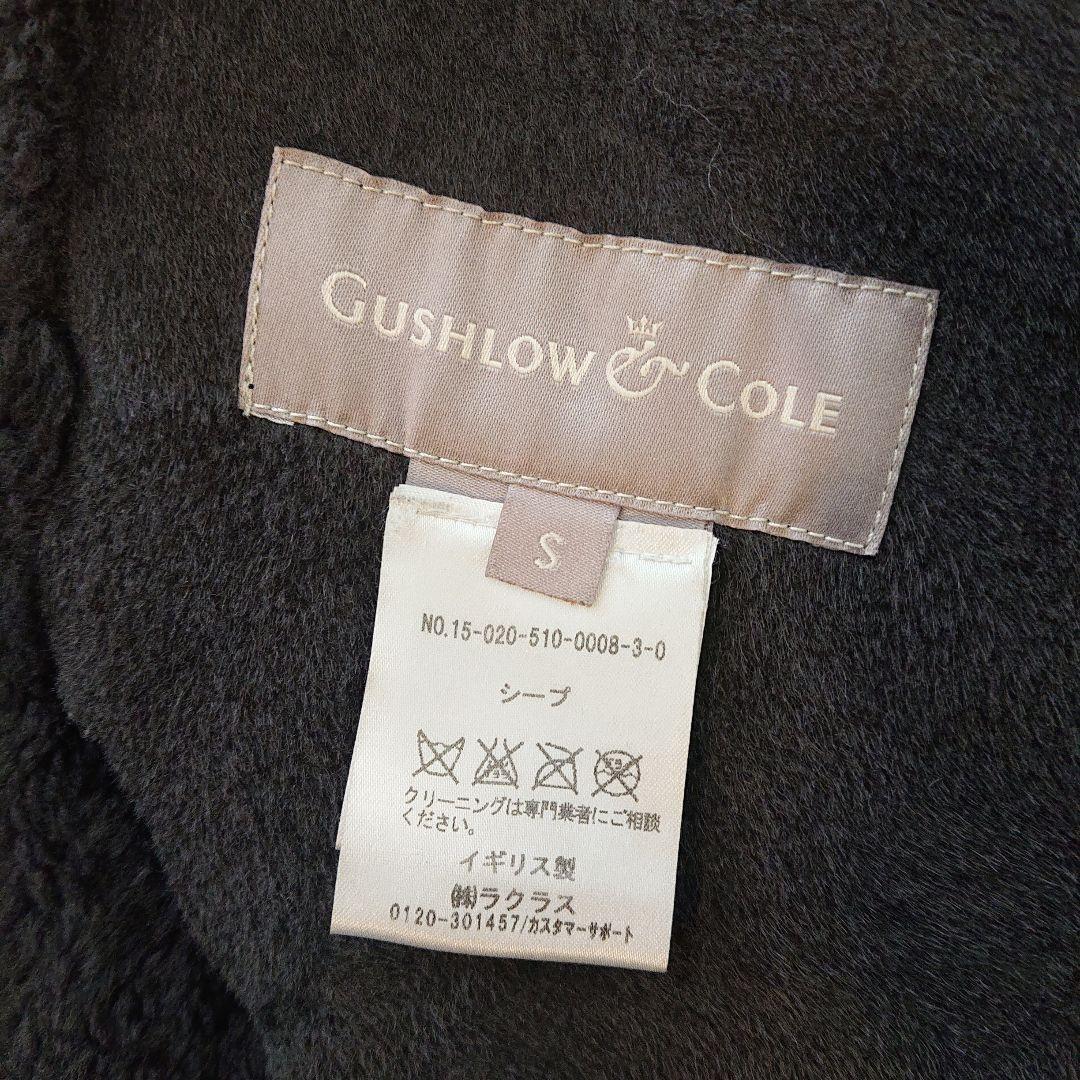 GUSHLOW & COLE
S
NO.15-020-510-0008-3-0
シープ
クリーニングは専門業者にご相談
ください。
イギリス製
㈱ラクラス
0120-301457/カスタマーサポート